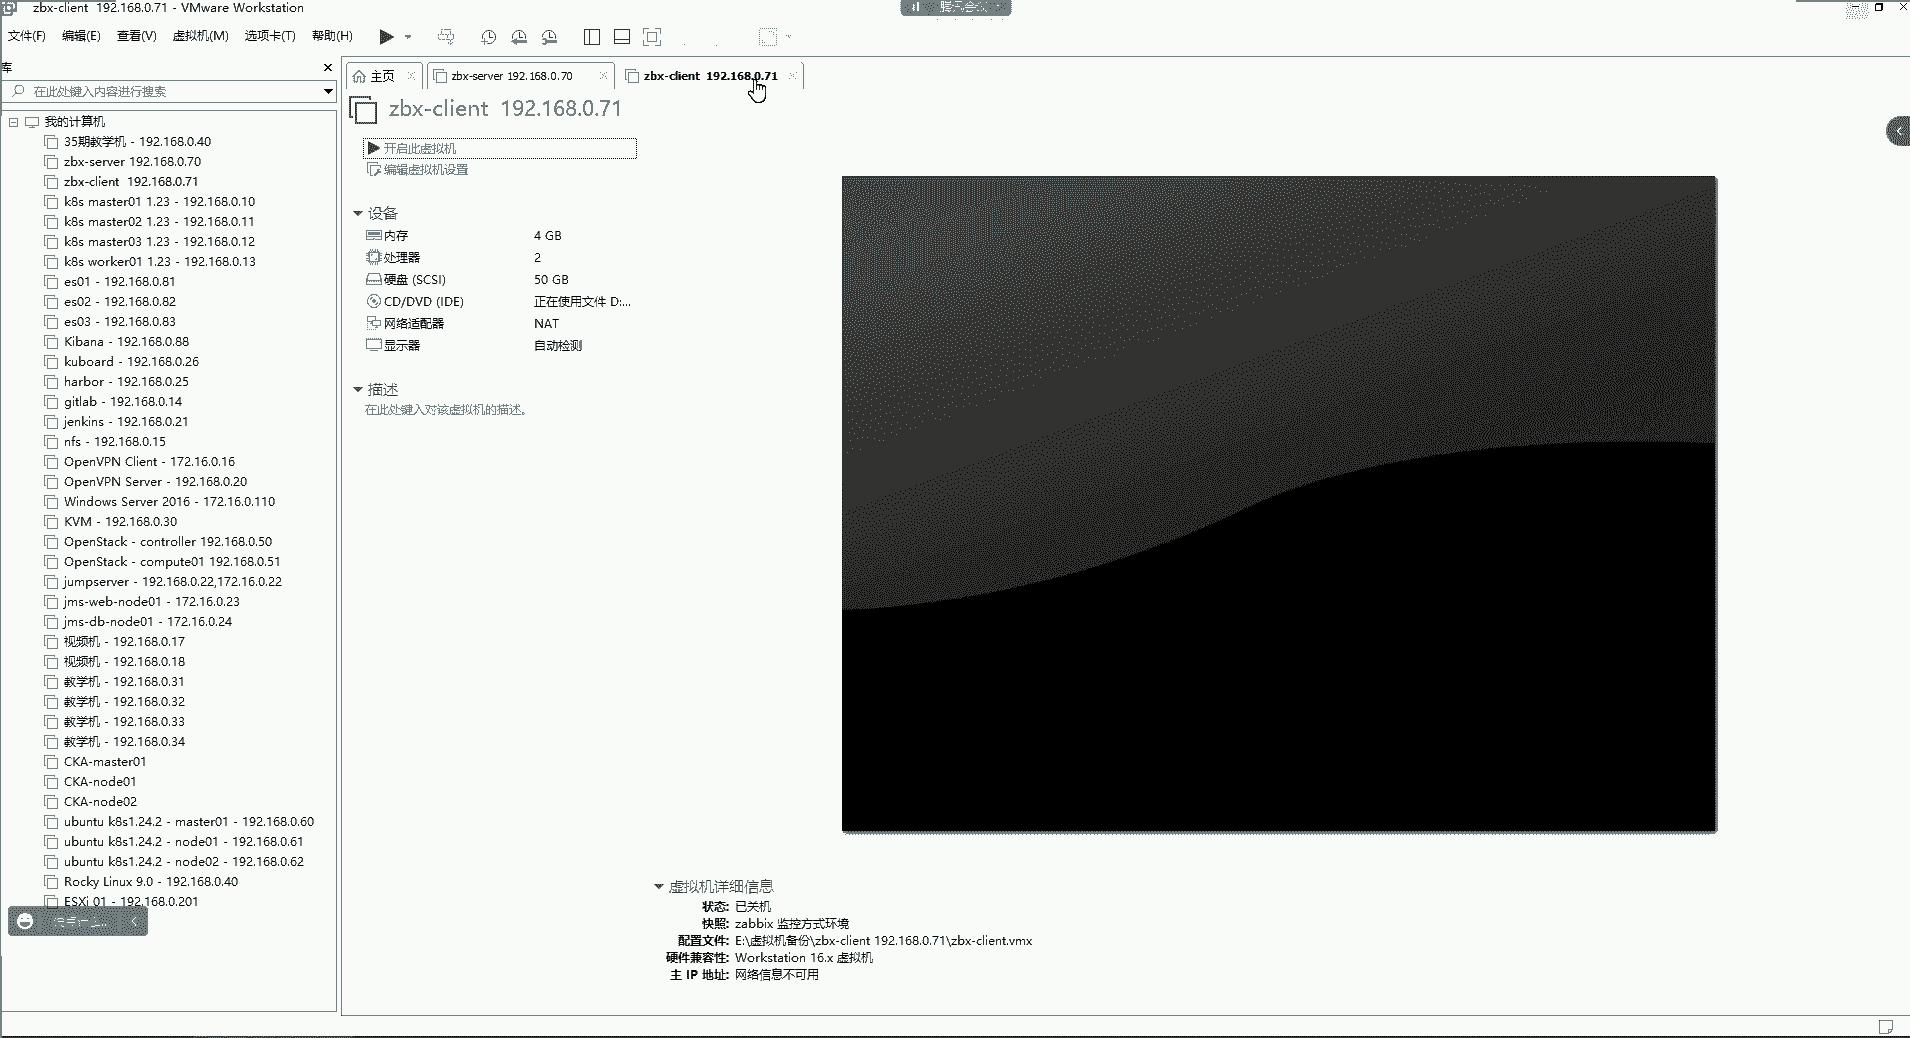 zbx-client 192.168.0.71 - VMware Workstation
文件(F) 编辑(E) 查看(V) 虚拟机(M) 选项卡(T) 帮助(H)
库
在此处键入内容进行搜索
我的计算机
35期教学机 - 192.168.0.40
zbx-server 192.168.0.70
zbx-client 192.168.0.71
k8s master01 1.23 - 192.168.0.10
k8s master02 1.23 - 192.168.0.11
k8s master03 1.23 - 192.168.0.12
k8s worker01 1.23 - 192.168.0.13
es01 - 192.168.0.81
es02 - 192.168.0.82
es03 - 192.168.0.83
Kibana - 192.168.0.88
kuboard - 192.168.0.26
harbor - 192.168.0.25
gitlab - 192.168.0.14
jenkins - 192.168.0.21
nfs - 192.168.0.15
OpenVPN Client - 172.16.0.16
OpenVPN Server - 192.168.0.20
Windows Server 2016 - 172.16.0.110
KVM - 192.168.0.30
OpenStack - controller 192.168.0.50
OpenStack - compute01 192.168.0.51
jumpserver - 192.168.0.22,172.16.0.22
jms-web-node01 - 172.16.0.23
jms-db-node01 - 172.16.0.24
视频机 - 192.168.0.17
视频机 - 192.168.0.18
教学机 - 192.168.0.31
教学机 - 192.168.0.32
教学机 - 192.168.0.33
教学机 - 192.168.0.34
CKA-master01
CKA-node01
CKA-node02
ubuntu k8s1.24.2 - master01 - 192.168.0.60
ubuntu k8s1.24.2 - node01 - 192.168.0.61
ubuntu k8s1.24.2 - node02 - 192.168.0.62
Rocky Linux 9.0 - 192.168.0.40
ESXi 01 - 192.168.0.201
主页 zbx-server 192.168.0.70 zbx-client 192.168.0.71
zbx-client 192.168.0.71
开启此虚拟机
编辑虚拟机设置
设备
内存 4 GB
处理器 2
硬盘 (SCSI) 50 GB
CD/DVD (IDE) 正在使用文件 D:...
网络适配器 NAT
显示器 自动检测
描述
在此处键入对该虚拟机的描述。
虚拟机详细信息
状态: 已关机
快照: zabbix 监控方式环境
配置文件: E:\虚拟机备份\zbx-client 192.168.0.71\zbx-client.vmx
硬件兼容性: Workstation 16.x 虚拟机
主 IP 地址: 网络信息不可用